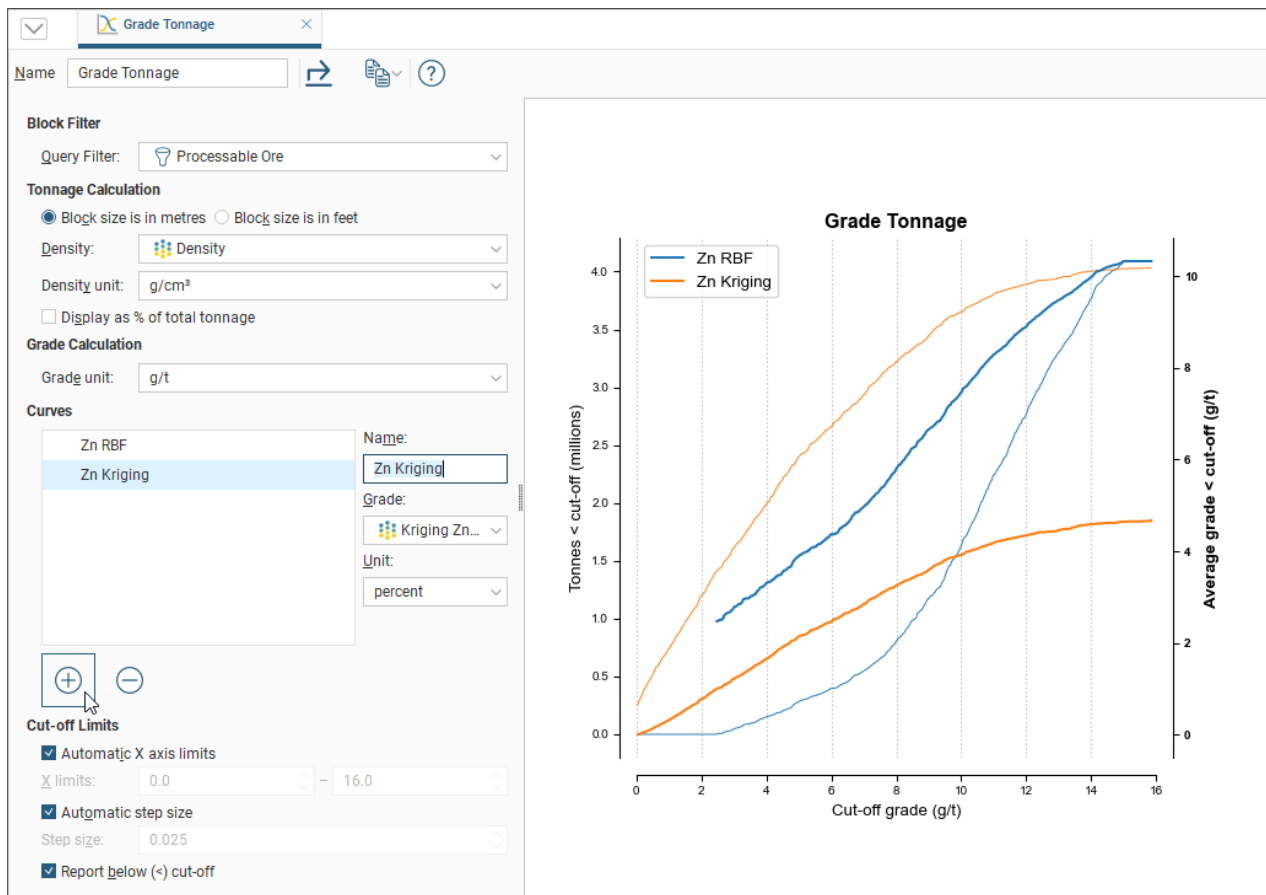 Grade Tonnage
Name Grade Tonnage
Block Filter
Query Filter: Processable Ore
Tonnage Calculation
Block size is in metres Block size is in feet
Density: Density
Density unit: g/cm³
Display as % of total tonnage
Grade Calculation
Grade unit: g/t
Curves
Zn RBF
Zn Kriging
Name:
Zn Kriging
Grade:
Kriging Zn...
Unit:
percent
Cut-off Limits
Automatic X axis limits
X limits: 0.0 – 16.0
Automatic step size
Step size: 0.025
Report below (<) cut-off
Grade Tonnage
Zn RBF
Zn Kriging
Tonnes < cut-off (millions)
4.0
3.5
3.0
2.5
2.0
1.5
1.0
0.5
0.0
10
8
6
4
2
0
Average grade < cut-off (g/t)
0 2 4 6 8 10 12 14 16
Cut-off grade (g/t)